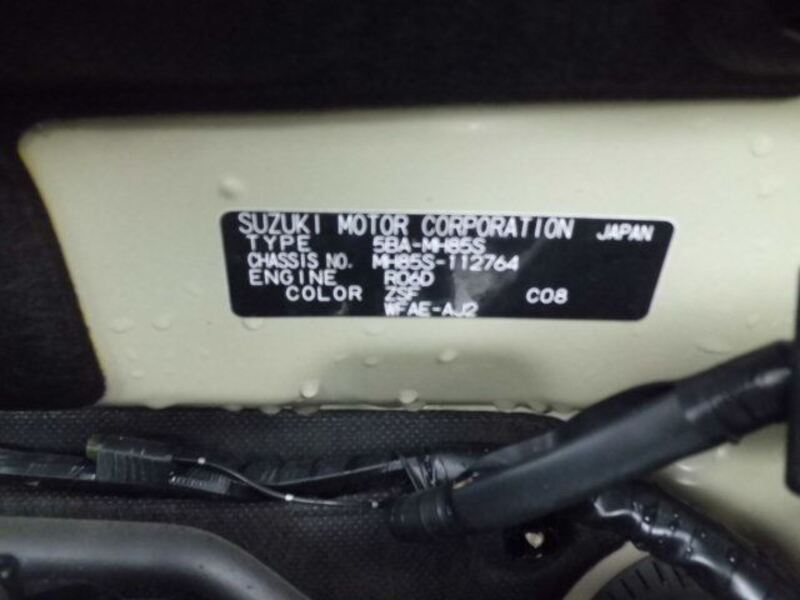 SUZUKI MOTOR CORPORATION JAPAN
TYPE 5BA-MH85S
CHASSIS NO. MH85S-112764
ENGINE R06D
COLOR ZSF C08
WFAE-AJ2